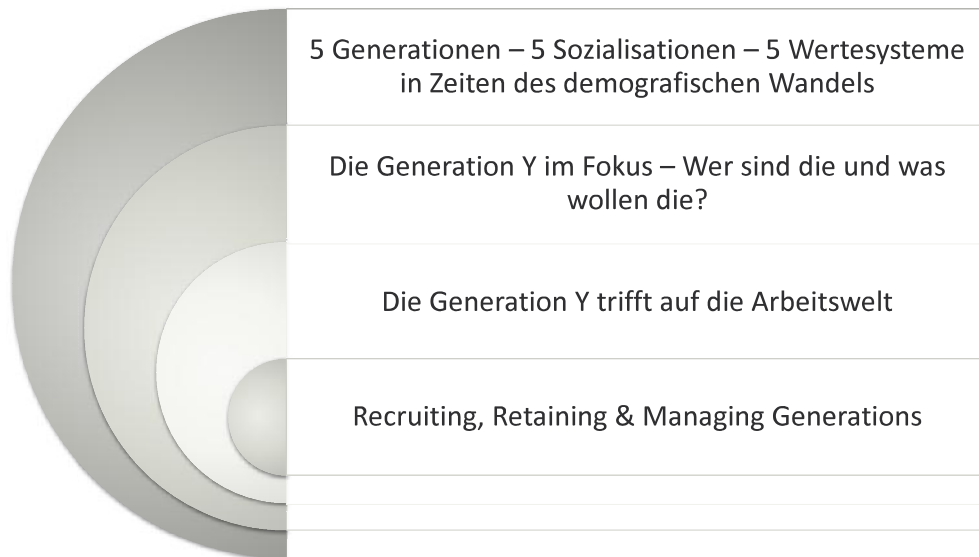 5 Generationen – 5 Sozialisationen – 5 Wertesysteme
in Zeiten des demografischen Wandels
Die Generation Y im Fokus – Wer sind die und was
wollen die?
Die Generation Y trifft auf die Arbeitswelt
Recruiting, Retaining & Managing Generations